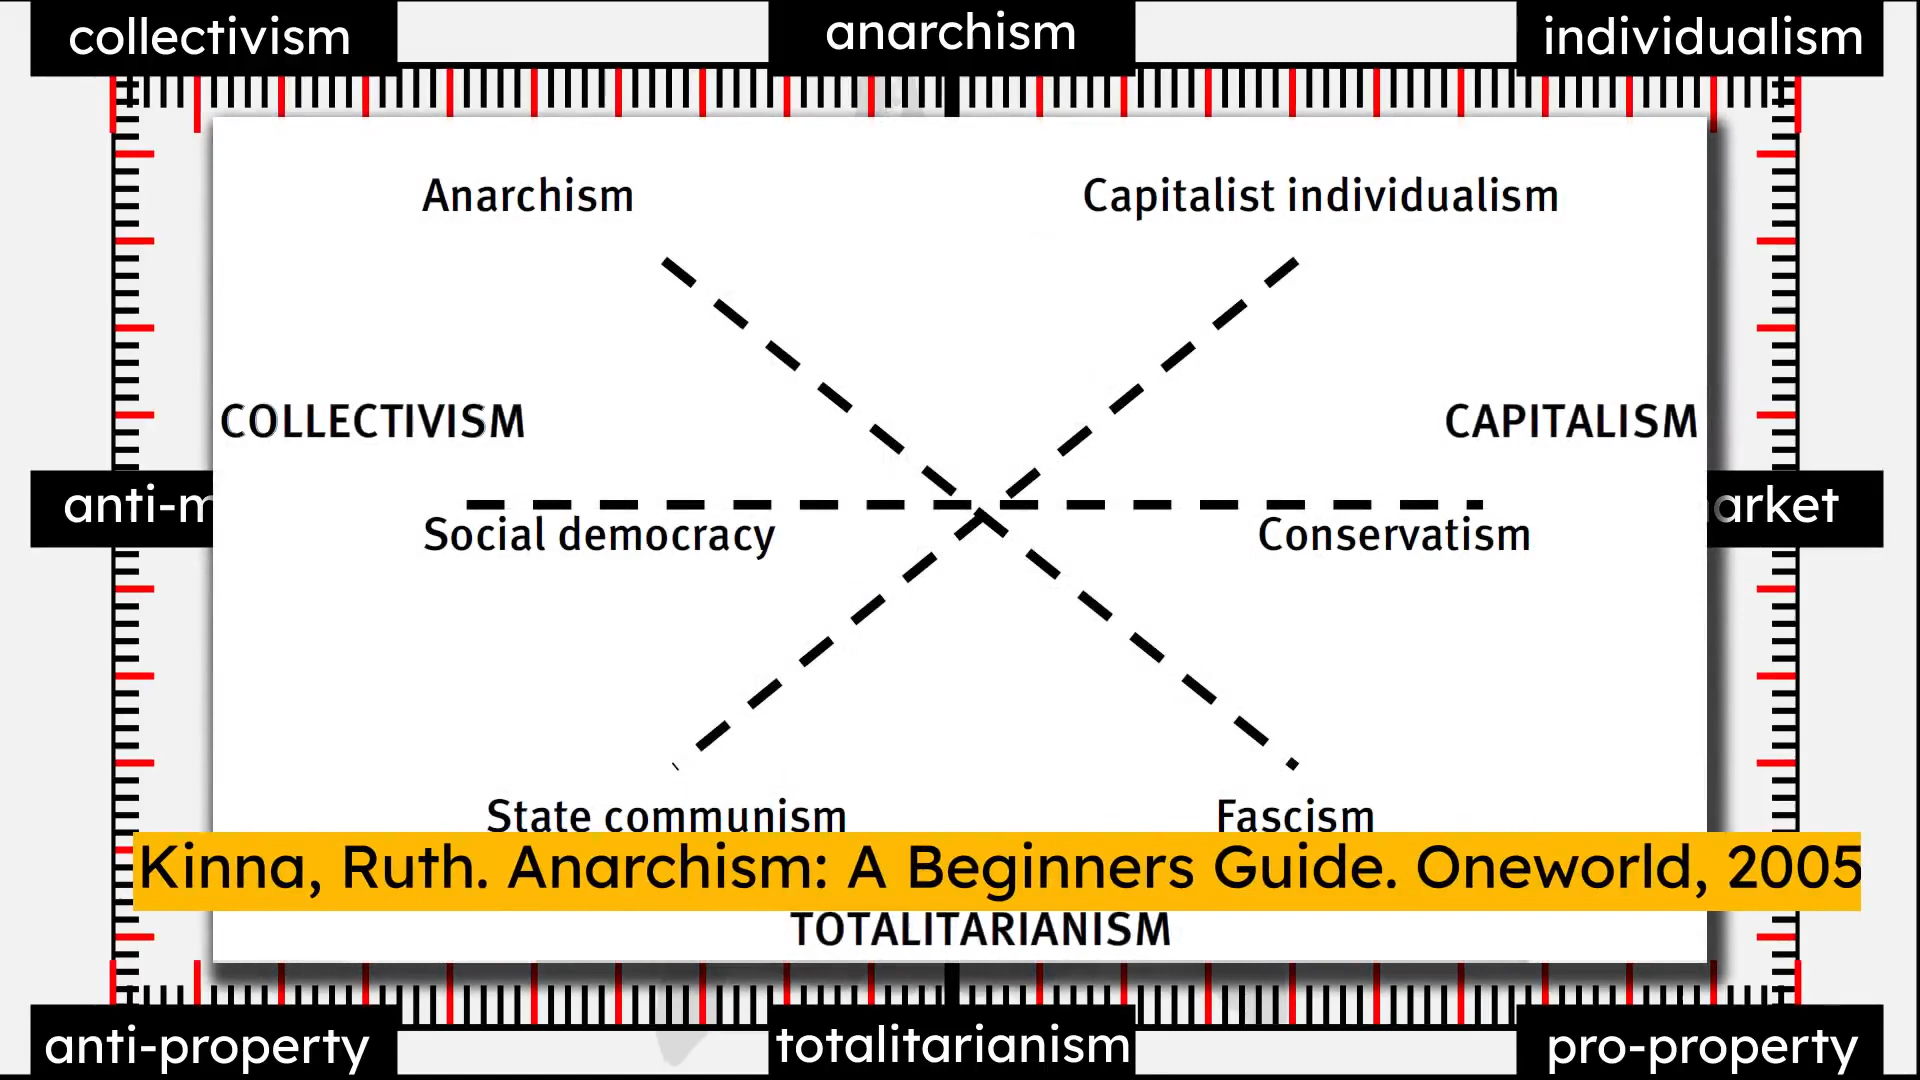 collectivism
anarchism
individualism
Anarchism
Capitalist individualism
COLLECTIVISM
CAPITALISM
anti-m
arket
Social democracy
Conservatism
State communism
Fascism
Kinna, Ruth. Anarchism: A Beginners Guide. Oneworld, 2005
TOTALITARIANISM
anti-property
totalitarianism
pro-property